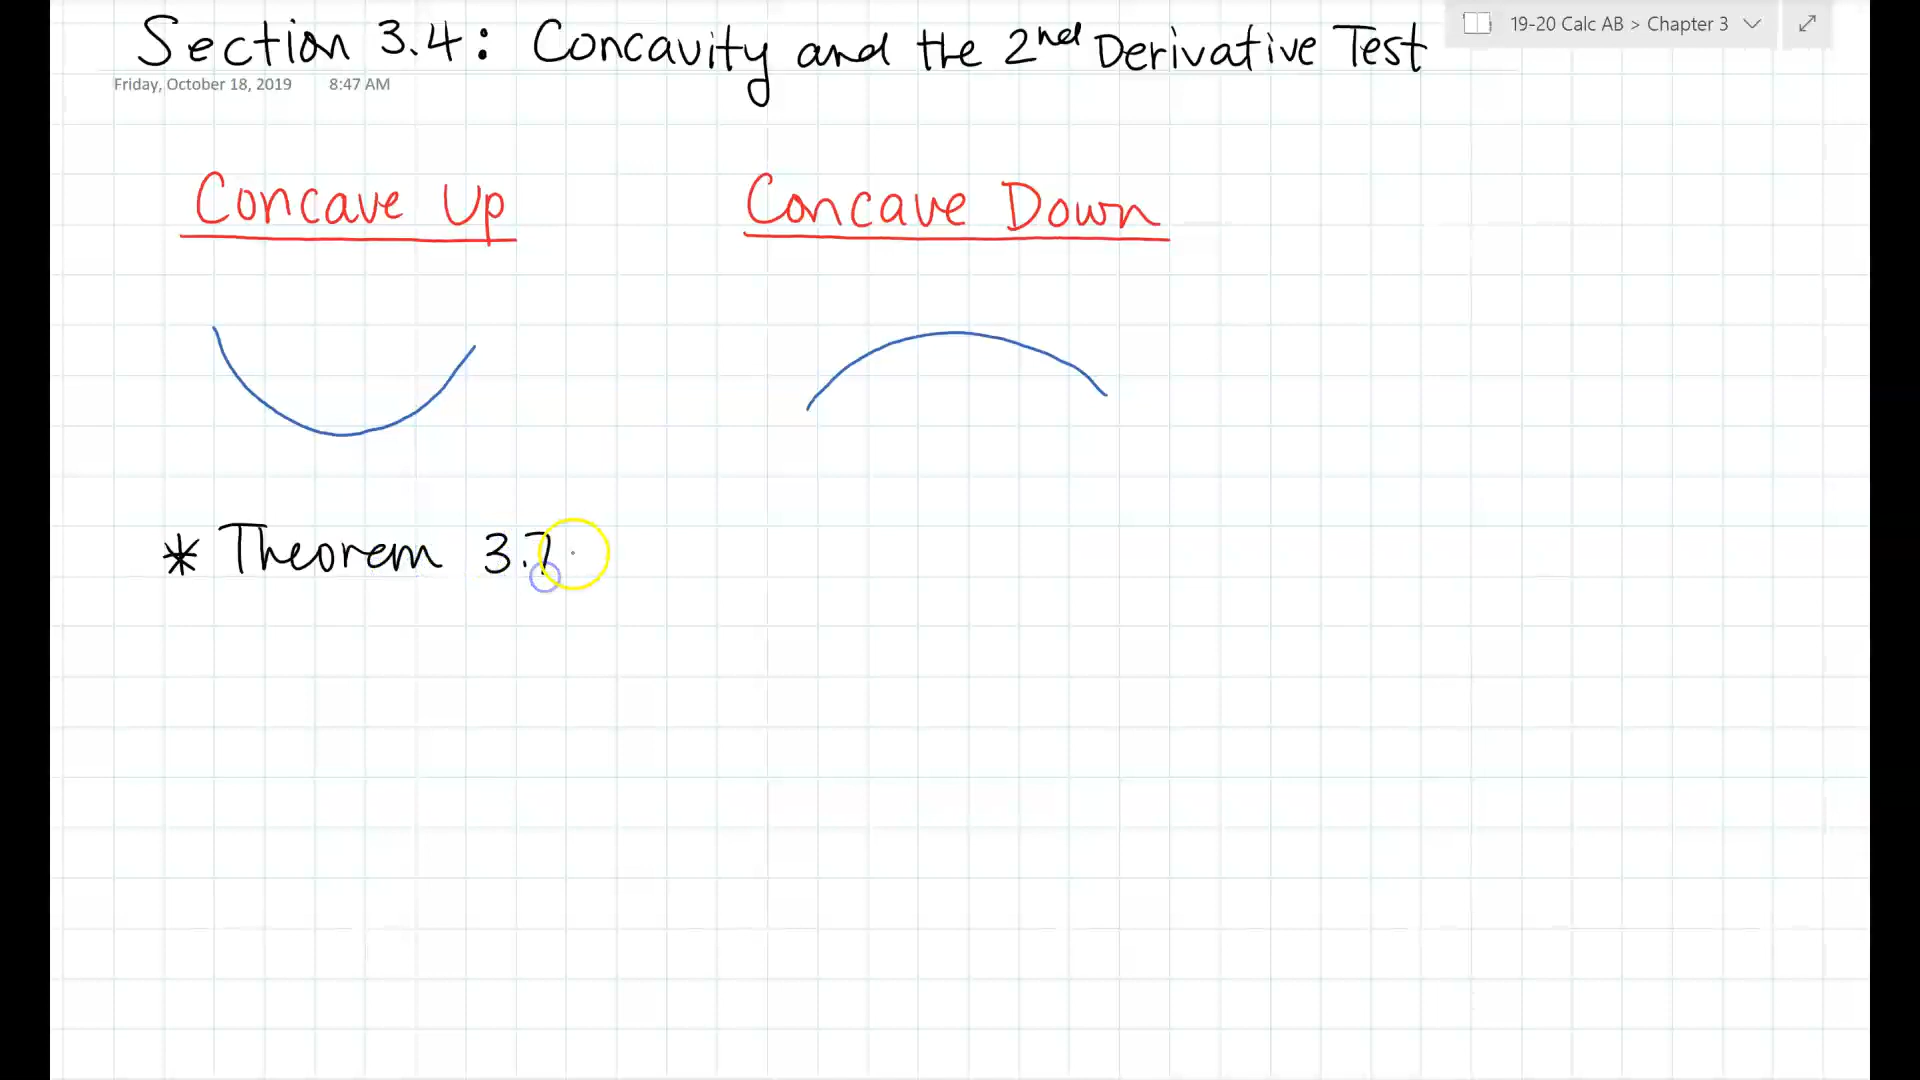 Section 3.4: Concavity and the 2nd Derivative Test
19-20 Calc AB > Chapter 3
Friday, October 18, 2019 8:47 AM
Concave Up Concave Down
* Theorem 3.7